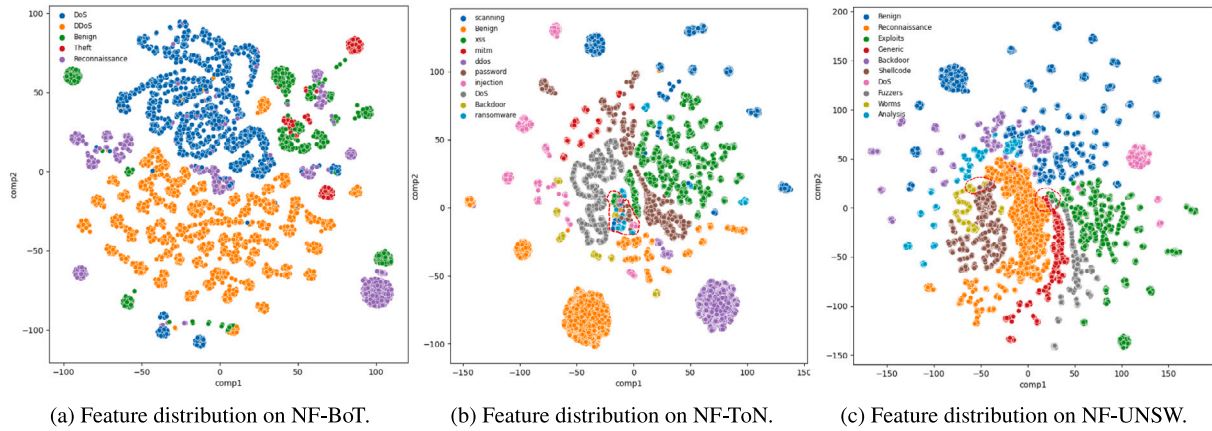 DoS
DDoS
Benign
Theft
Reconnaissance
100
50
0
−50
−100
comp2
−100
−50
0
50
100
comp1
(a) Feature distribution on NF-BoT.
scanning
Benign
xss
mitm
ddos
password
injection
DoS
Backdoor
ransomware
100
50
0
−50
−100
comp2
−150
−100
−50
0
50
100
150
comp1
(b) Feature distribution on NF-ToN.
Benign
Reconnaissance
Exploits
Generic
Backdoor
Shellcode
DoS
Fuzzers
Worms
Analysis
200
150
100
50
0
−50
−100
−150
comp2
−150
−100
−50
0
50
100
150
comp1
(c) Feature distribution on NF-UNSW.